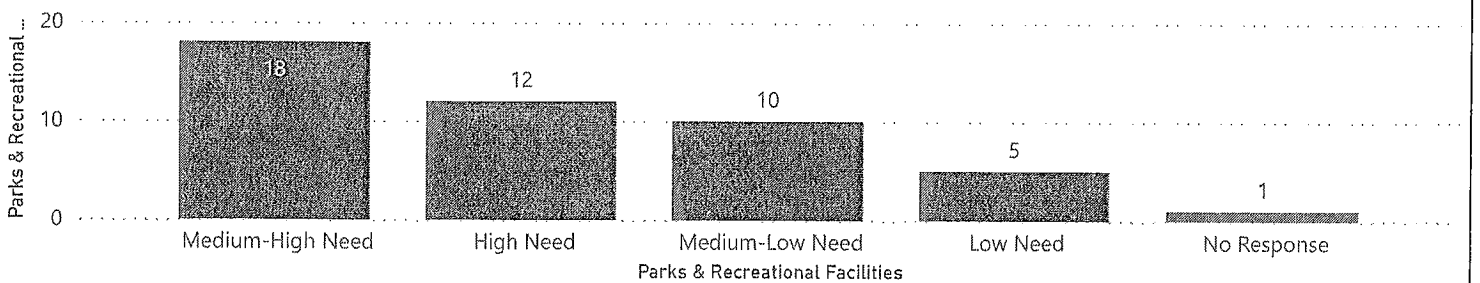 Parks & Recreational ...
20
10
0
18
12
10
5
1
Medium-High Need
High Need
Medium-Low Need
Low Need
No Response
Parks & Recreational Facilities